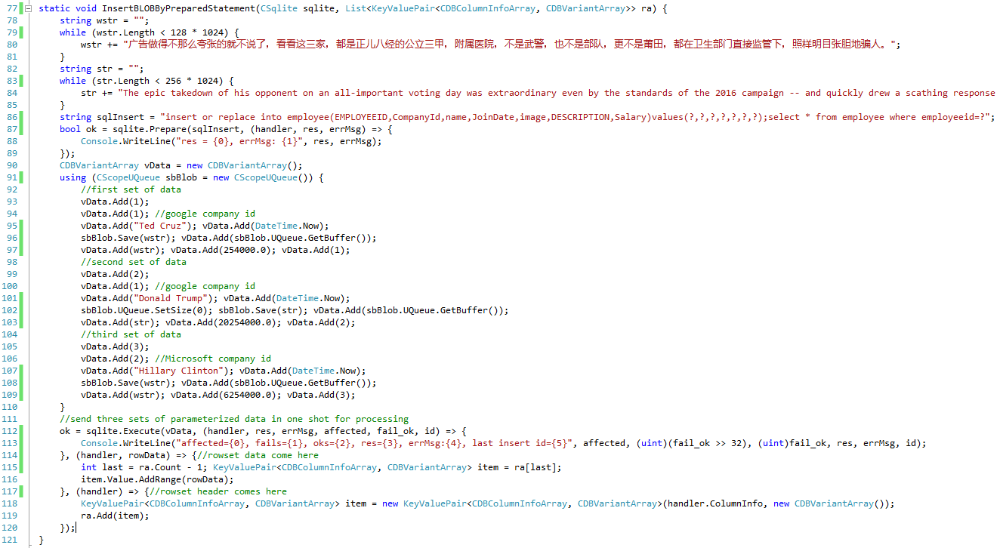 77 static void InsertBLOBByPreparedStatement(CSqlite sqlite, List<KeyValuePair<CDBColumnInfoArray, CDBVariantArray>> ra) {
78 string wstr = "";
79 while (wstr.Length < 128 * 1024) {
80 wstr += "广告做得不那么夸张的就不说了，看看这三家，都是正儿八经的公立三甲，附属医院，不是武警，也不是部队，更不是莆田，都在卫生部门直接监管下，照样明目张胆地骗人。";
81 }
82 string str = "";
83 while (str.Length < 256 * 1024) {
84 str += "The epic takedown of his opponent on an all-important voting day was extraordinary even by the standards of the 2016 campaign -- and quickly drew a scathing response
85 }
86 string sqlInsert = "insert or replace into employee(EMPLOYEEID,CompanyId,name,JoinDate,image,DESCRIPTION,Salary)values(?,?,?,?,?,?,?);select * from employee where employeeid=?";
87 bool ok = sqlite.Prepare(sqlInsert, (handler, res, errMsg) => {
88 Console.WriteLine("res = {0}, errMsg: {1}", res, errMsg);
89 });
90 CDBVariantArray vData = new CDBVariantArray();
91 using (CScopeUQueue sbBlob = new CScopeUQueue()) {
92 //first set of data
93 vData.Add(1);
94 vData.Add(1); //google company id
95 vData.Add("Ted Cruz"); vData.Add(DateTime.Now);
96 sbBlob.Save(wstr); vData.Add(sbBlob.UQueue.GetBuffer());
97 vData.Add(wstr); vData.Add(254000.0); vData.Add(1);
98 //second set of data
99 vData.Add(2);
100 vData.Add(1); //google company id
101 vData.Add("Donald Trump"); vData.Add(DateTime.Now);
102 sbBlob.UQueue.SetSize(0); sbBlob.Save(str); vData.Add(sbBlob.UQueue.GetBuffer());
103 vData.Add(str); vData.Add(20254000.0); vData.Add(2);
104 //third set of data
105 vData.Add(3);
106 vData.Add(2); //Microsoft company id
107 vData.Add("Hillary Clinton"); vData.Add(DateTime.Now);
108 sbBlob.Save(wstr); vData.Add(sbBlob.UQueue.GetBuffer());
109 vData.Add(wstr); vData.Add(6254000.0); vData.Add(3);
110 }
111 //send three sets of parameterized data in one shot for processing
112 ok = sqlite.Execute(vData, (handler, res, errMsg, affected, fail_ok, id) => {
113 Console.WriteLine("affected={0}, fails={1}, oks={2}, res={3}, errMsg:{4}, last insert id={5}", affected, (uint)(fail_ok >> 32), (uint)fail_ok, res, errMsg, id);
114 }, (handler, rowData) => {//rowset data come here
115 int last = ra.Count - 1; KeyValuePair<CDBColumnInfoArray, CDBVariantArray> item = ra[last];
116 item.Value.AddRange(rowData);
117 }, (handler) => {//rowset header comes here
118 KeyValuePair<CDBColumnInfoArray, CDBVariantArray> item = new KeyValuePair<CDBColumnInfoArray, CDBVariantArray>(handler.ColumnInfo, new CDBVariantArray());
119 ra.Add(item);
120 });
121 }